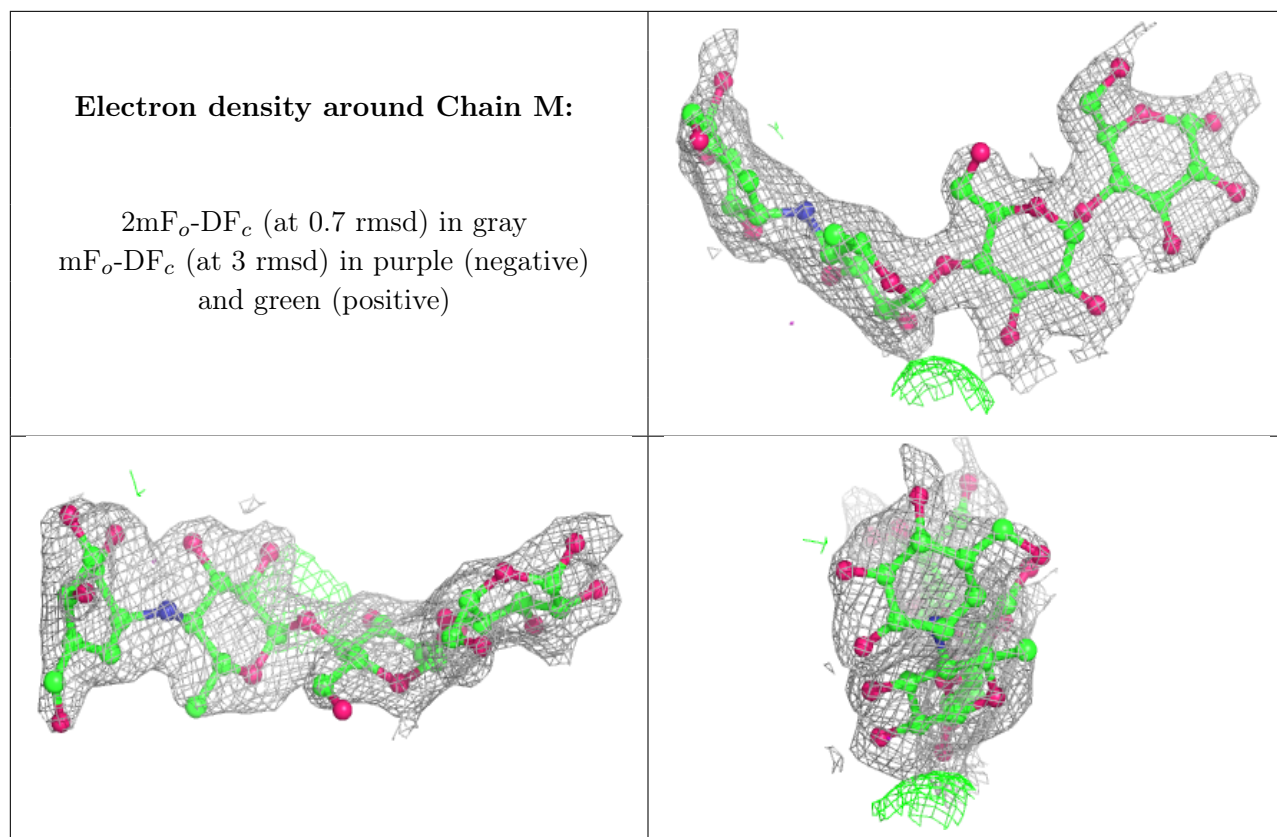 Electron density around Chain M:
2mFₒ-DF𝑐 (at 0.7 rmsd) in gray
mFₒ-DF𝑐 (at 3 rmsd) in purple (negative)
and green (positive)